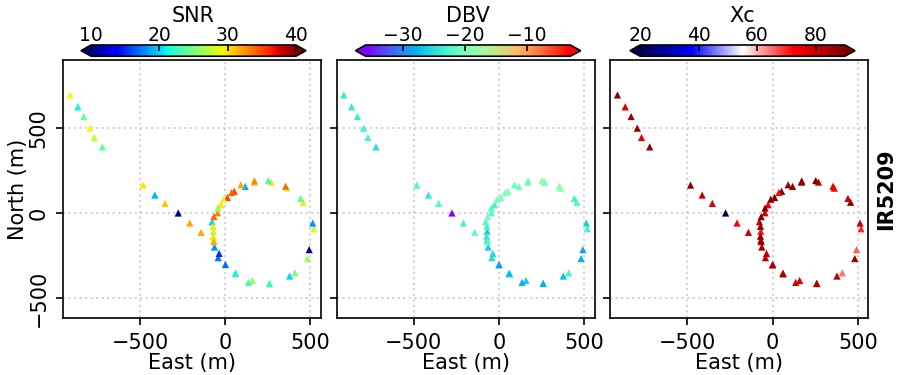 SNR
10 20 30 40
DBV
−30 −20 −10
Xc
20 40 60 80
North (m)
500
0
−500
−500 0 500
East (m)
−500 0 500
East (m)
−500 0 500
East (m)
IR5209